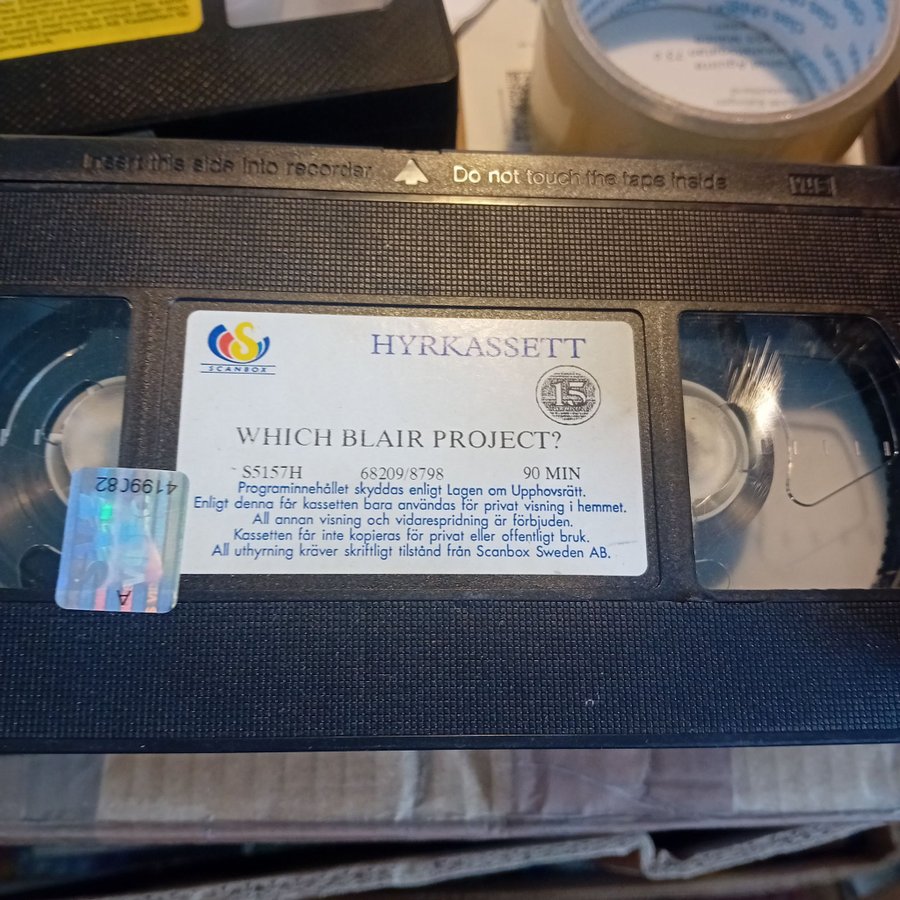 Insert this side into recorder
Do not touch the tape inside
VHS
SCANBOX
HYRKASSETT
15
WHICH BLAIR PROJECT?
S5157H 68209/8798 90 MIN
Programinnehållet skyddas enligt Lagen om Upphovsrätt.
Enligt denna får kassetten bara användas för privat visning i hemmet.
All annan visning och vidarespridning är förbjuden.
Kassetten får inte kopieras för privat eller offentligt bruk.
All uthyrning kräver skriftligt tilstånd från Scanbox Sweden AB.
4199C82
A